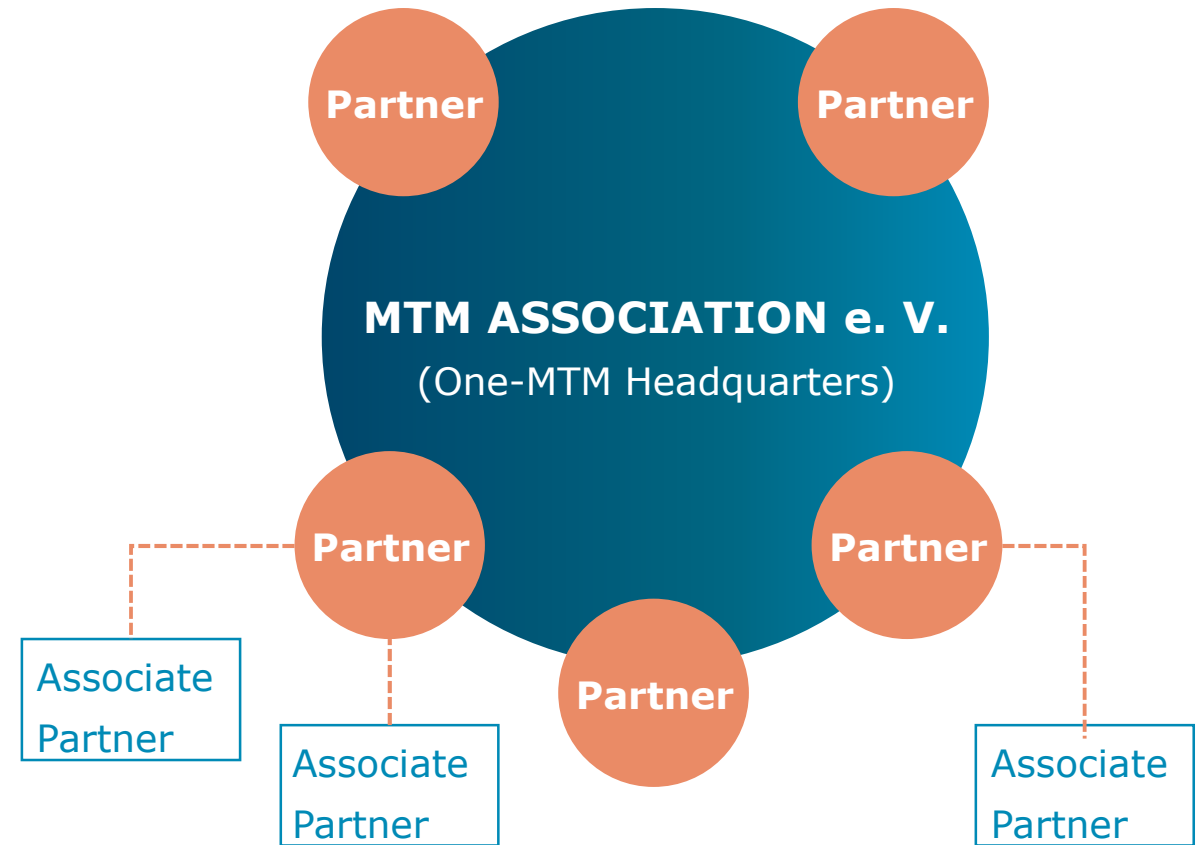 Partner
Partner
MTM ASSOCIATION e. V.
(One-MTM Headquarters)
Partner
Partner
Partner
Associate
Partner
Associate
Partner
Associate
Partner